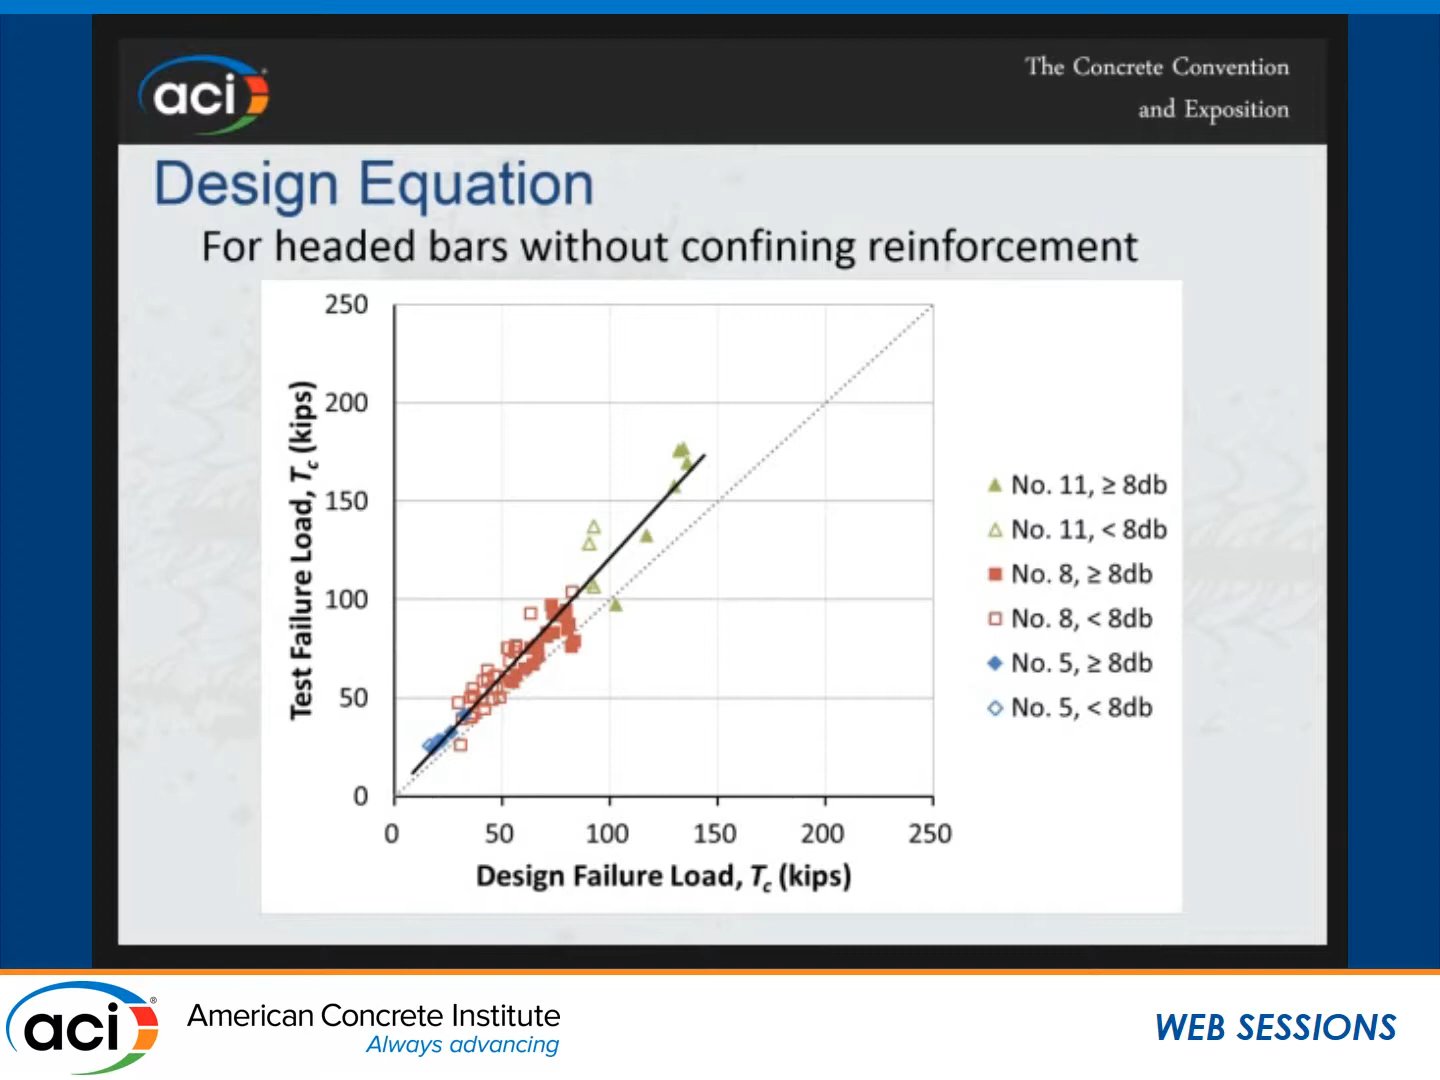 aci
The Concrete Convention
and Exposition
Design Equation
For headed bars without confining reinforcement
250
200
150
100
50
0
Test Failure Load, Tc (kips)
0 50 100 150 200 250
Design Failure Load, Tc (kips)
No. 11, ≥ 8db
No. 11, < 8db
No. 8, ≥ 8db
No. 8, < 8db
No. 5, ≥ 8db
No. 5, < 8db
aci®
American Concrete Institute
Always advancing
WEB SESSIONS